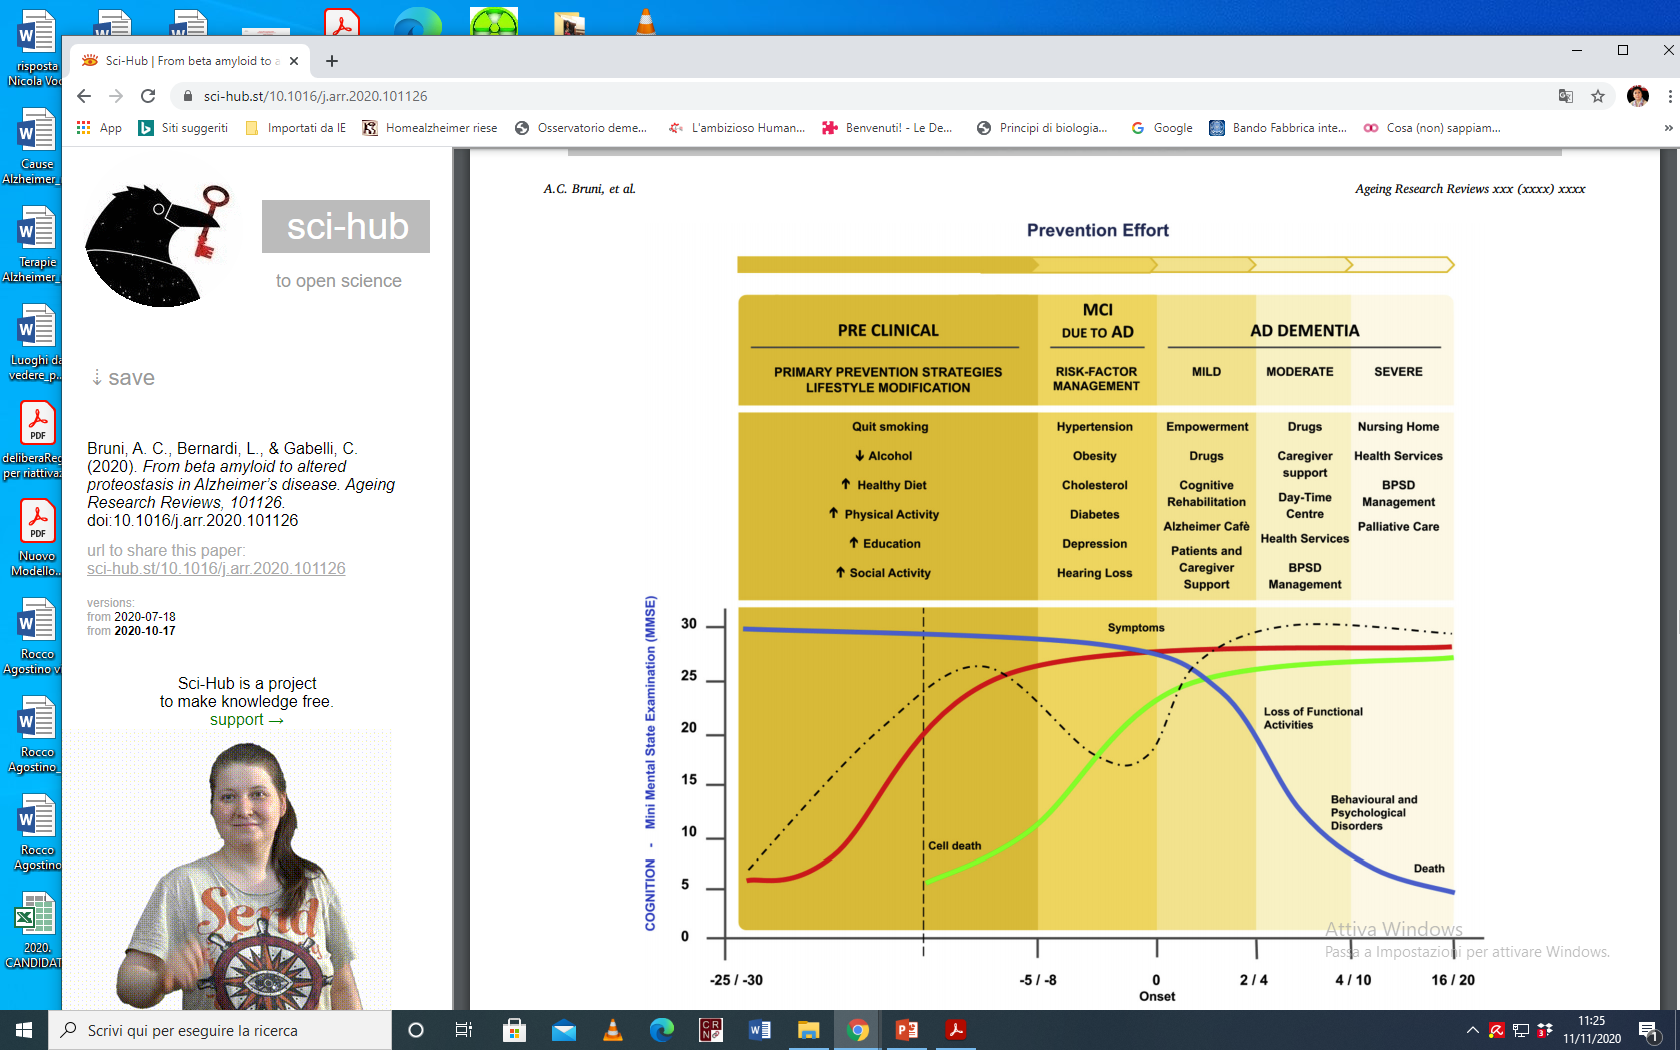 risposta
Nicola Voc
Cause
Alzheimer_
Terapie
Alzheimer_
Luoghi da
vedere_p...
PDF
deliberaReg
per riattivaz
PDF
Nuovo
Modello...
Rocco
Agostino v
Rocco
Agostino_
Rocco
Agostino
2020.
CANDIDAT
Sci-Hub | From beta amyloid to a
sci-hub.st/10.1016/j.arr.2020.101126
App
Siti suggeriti
Importati da IE
Homealzheimer riese
Osservatorio deme...
L'ambizioso Human...
Benvenuti! - Le De...
Principi di biologia...
Google
Bando Fabbrica inte...
Cosa (non) sappiam...
»
sci-hub
to open science
⇣ save
Bruni, A. C., Bernardi, L., & Gabelli, C.
(2020). From beta amyloid to altered
proteostasis in Alzheimer's disease. Ageing
Research Reviews, 101126.
doi:10.1016/j.arr.2020.101126
url to share this paper:
sci-hub.st/10.1016/j.arr.2020.101126
versions:
from 2020-07-18
from 2020-10-17
Sci-Hub is a project
to make knowledge free.
support →
Send
A.C. Bruni, et al.
Ageing Research Reviews xxx (xxxx) xxxx
Prevention Effort
PRE CLINICAL
PRIMARY PREVENTION STRATEGIES
LIFESTYLE MODIFICATION
MCI
DUE TO AD
RISK-FACTOR
MANAGEMENT
AD DEMENTIA
MILD
MODERATE
SEVERE
Quit smoking
↓ Alcohol
↑ Healthy Diet
↑ Physical Activity
↑ Education
↑ Social Activity
Hypertension
Obesity
Cholesterol
Diabetes
Depression
Hearing Loss
Empowerment
Drugs
Cognitive
Rehabilitation
Alzheimer Cafè
Patients and
Caregiver
Support
Drugs
Caregiver
support
Day-Time
Centre
Health Services
BPSD
Management
Nursing Home
Health Services
BPSD
Management
Palliative Care
COGNITION - Mini Mental State Examination (MMSE)
30
25
20
15
10
5
0
Symptoms
Loss of Functional
Activities
Behavioural and
Psychological
Disorders
Cell death
Death
-25 / -30
-5 / -8
0
2 / 4
4 / 10
16 / 20
Onset
Attiva Windows
Passa a Impostazioni per attivare Windows.
Scrivi qui per eseguire la ricerca
11:25
11/11/2020
1